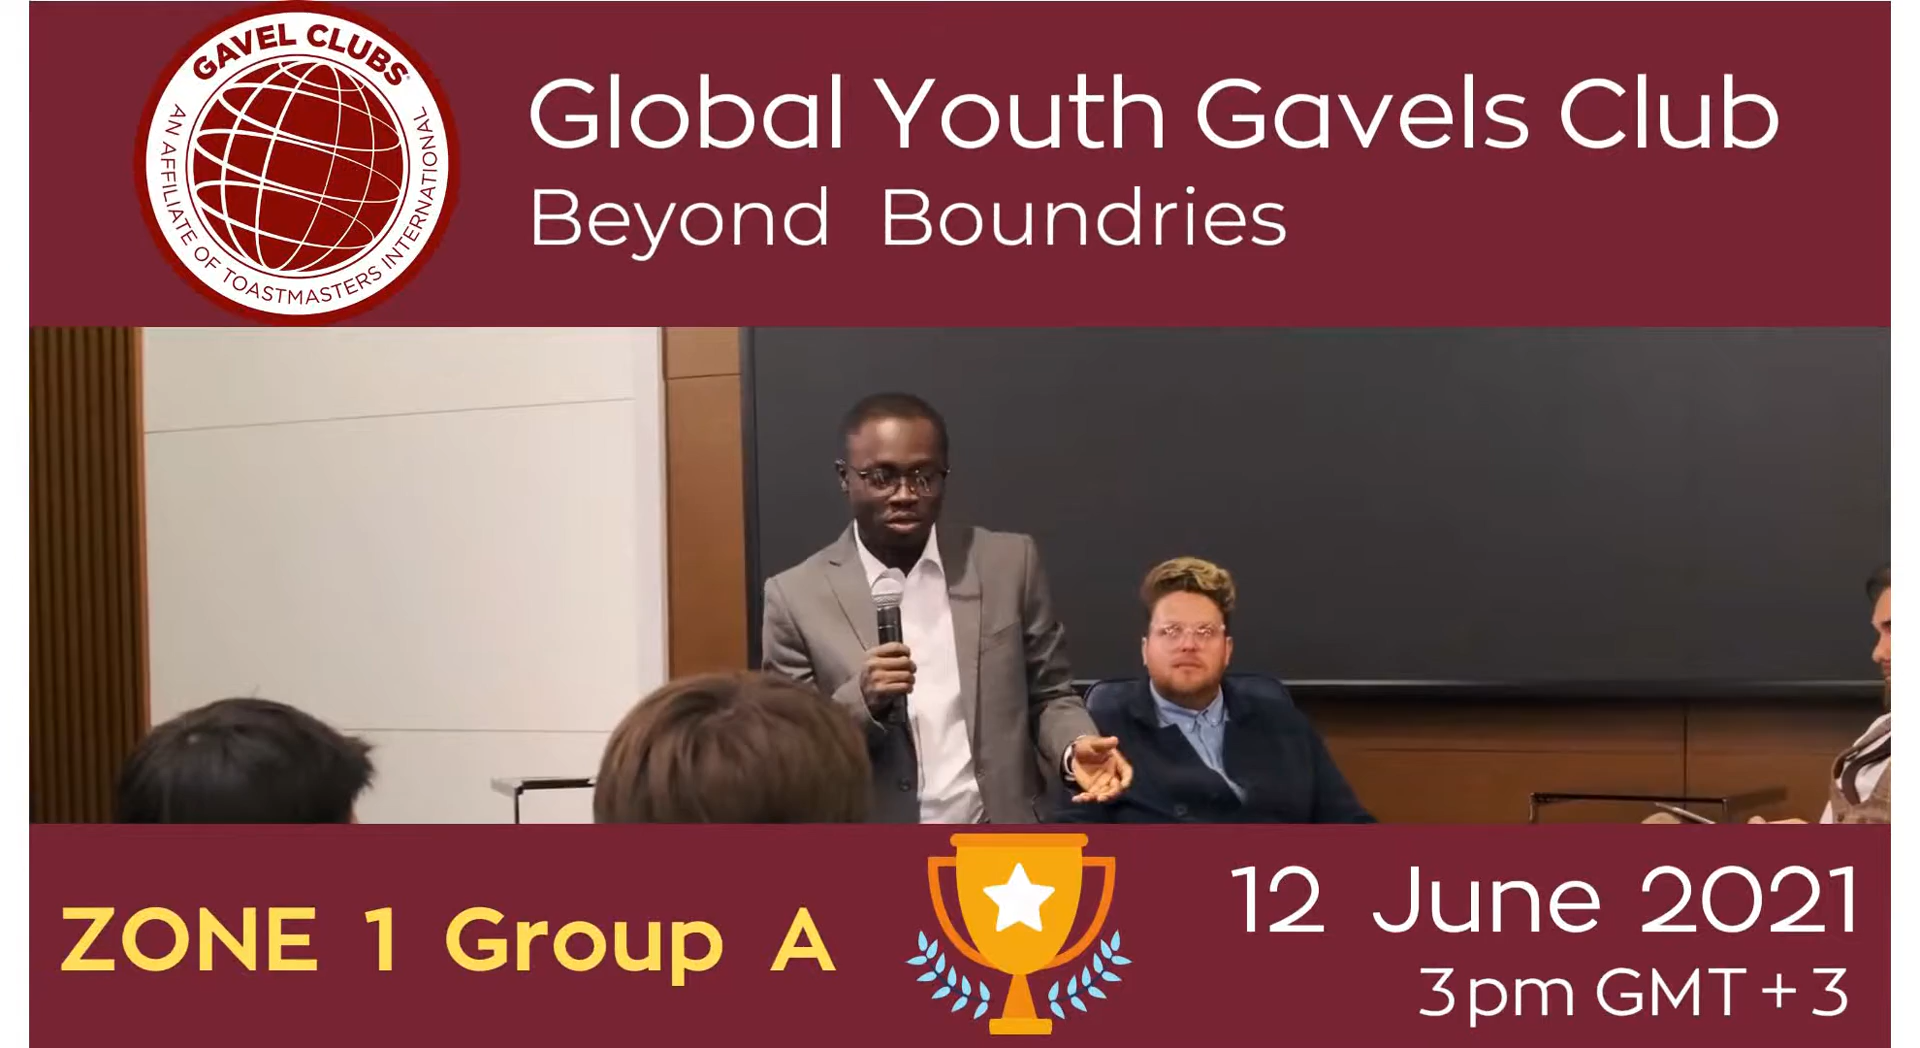 GAVEL CLUBS
AN AFFILIATE OF TOASTMASTERS INTERNATIONAL
Global Youth Gavels Club
Beyond Boundries
ZONE 1 Group A
12 June 2021
3pm GMT + 3